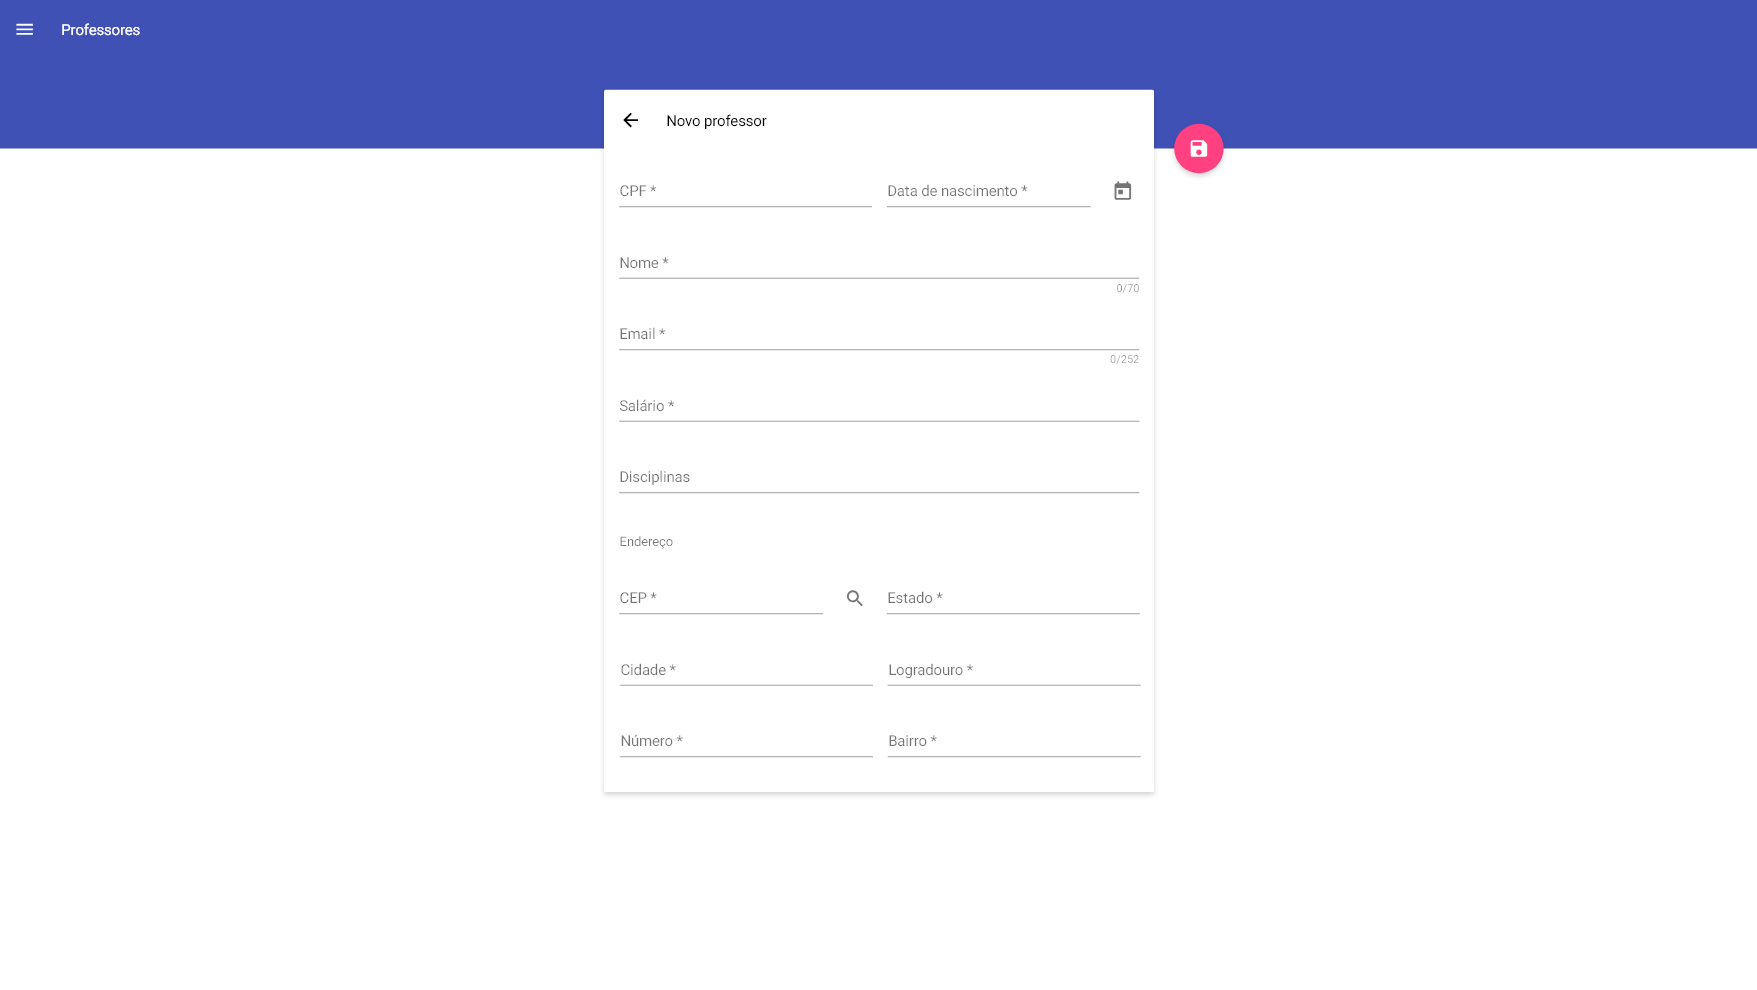 Professores
Novo professor
CPF *
Data de nascimento *
Nome *
0/70
Email *
0/252
Salário *
Disciplinas
Endereço
CEP *
Estado *
Cidade *
Logradouro *
Número *
Bairro *